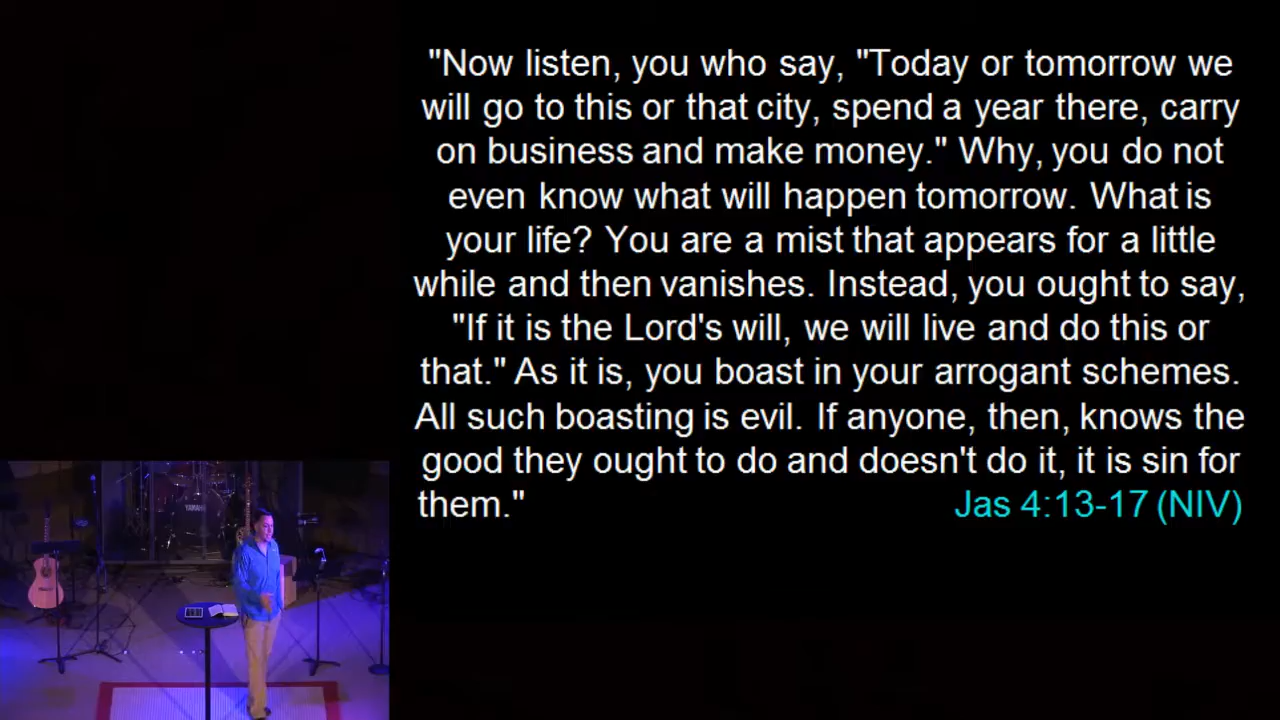 "Now listen, you who say, "Today or tomorrow we
will go to this or that city, spend a year there, carry
on business and make money." Why, you do not
even know what will happen tomorrow. What is
your life? You are a mist that appears for a little
while and then vanishes. Instead, you ought to say,
"If it is the Lord's will, we will live and do this or
that." As it is, you boast in your arrogant schemes.
All such boasting is evil. If anyone, then, knows the
good they ought to do and doesn't do it, it is sin for
them." Jas 4:13-17 (NIV)
YAMAHA